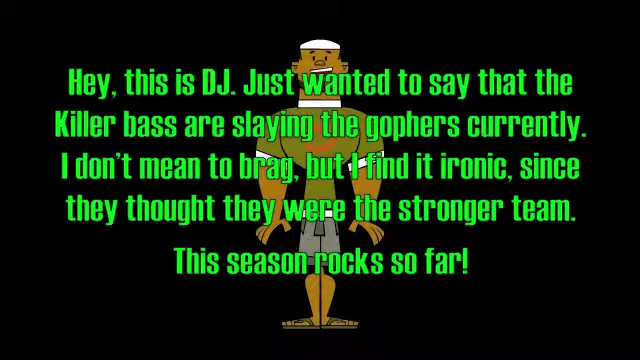 Hey, this is DJ. Just wanted to say that the
Killer bass are slaying the gophers currently.
I don't mean to brag, but I find it ironic, since
they thought they were the stronger team.
This season rocks so far!